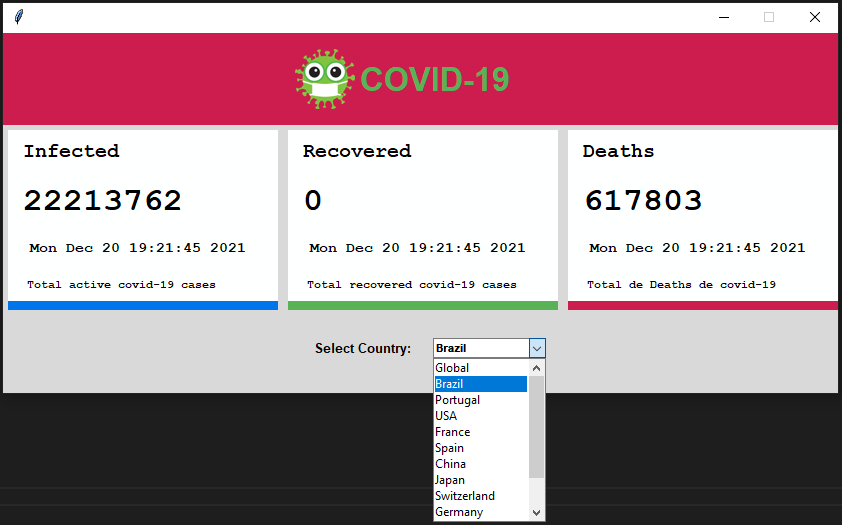 COVID-19
Infected
22213762
Mon Dec 20 19:21:45 2021
Total active covid-19 cases
Recovered
0
Mon Dec 20 19:21:45 2021
Total recovered covid-19 cases
Deaths
617803
Mon Dec 20 19:21:45 2021
Total de Deaths de covid-19
Select Country:
Brazil
Global
Brazil
Portugal
USA
France
Spain
China
Japan
Switzerland
Germany